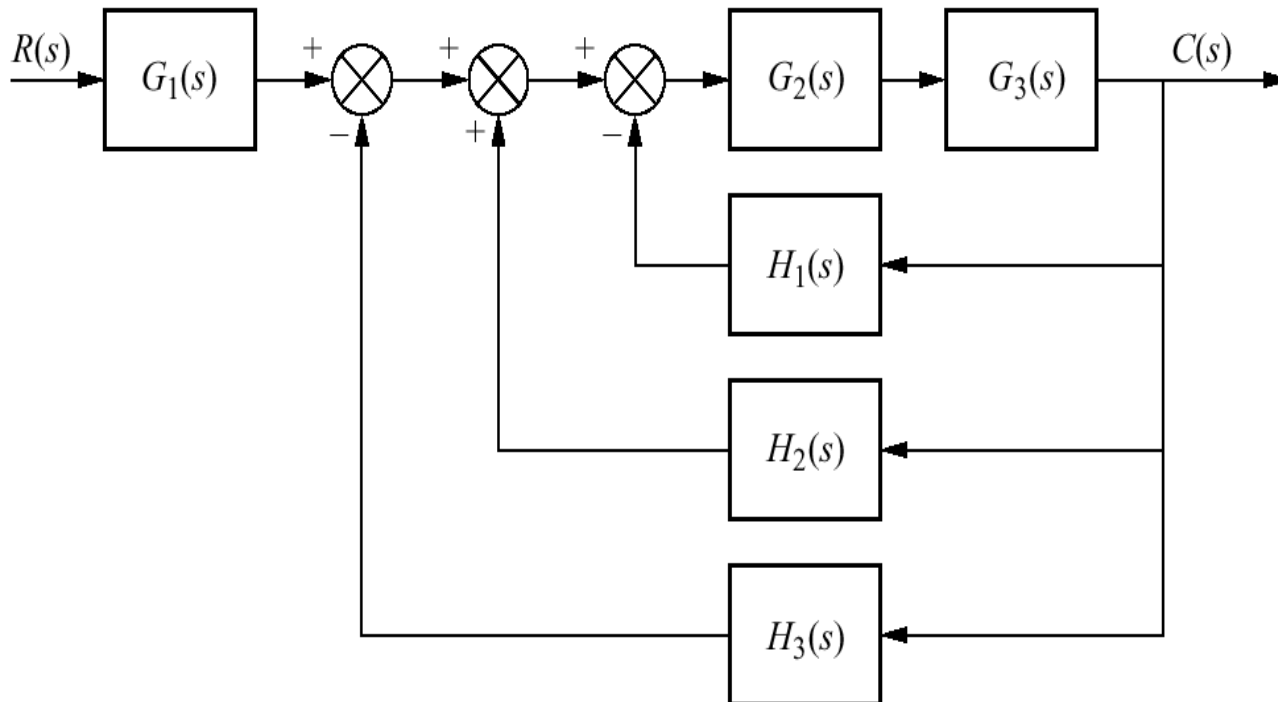 R(s)
G₁(s)
+
−
+
+
+
−
G₂(s)
G₃(s)
C(s)
H₁(s)
H₂(s)
H₃(s)